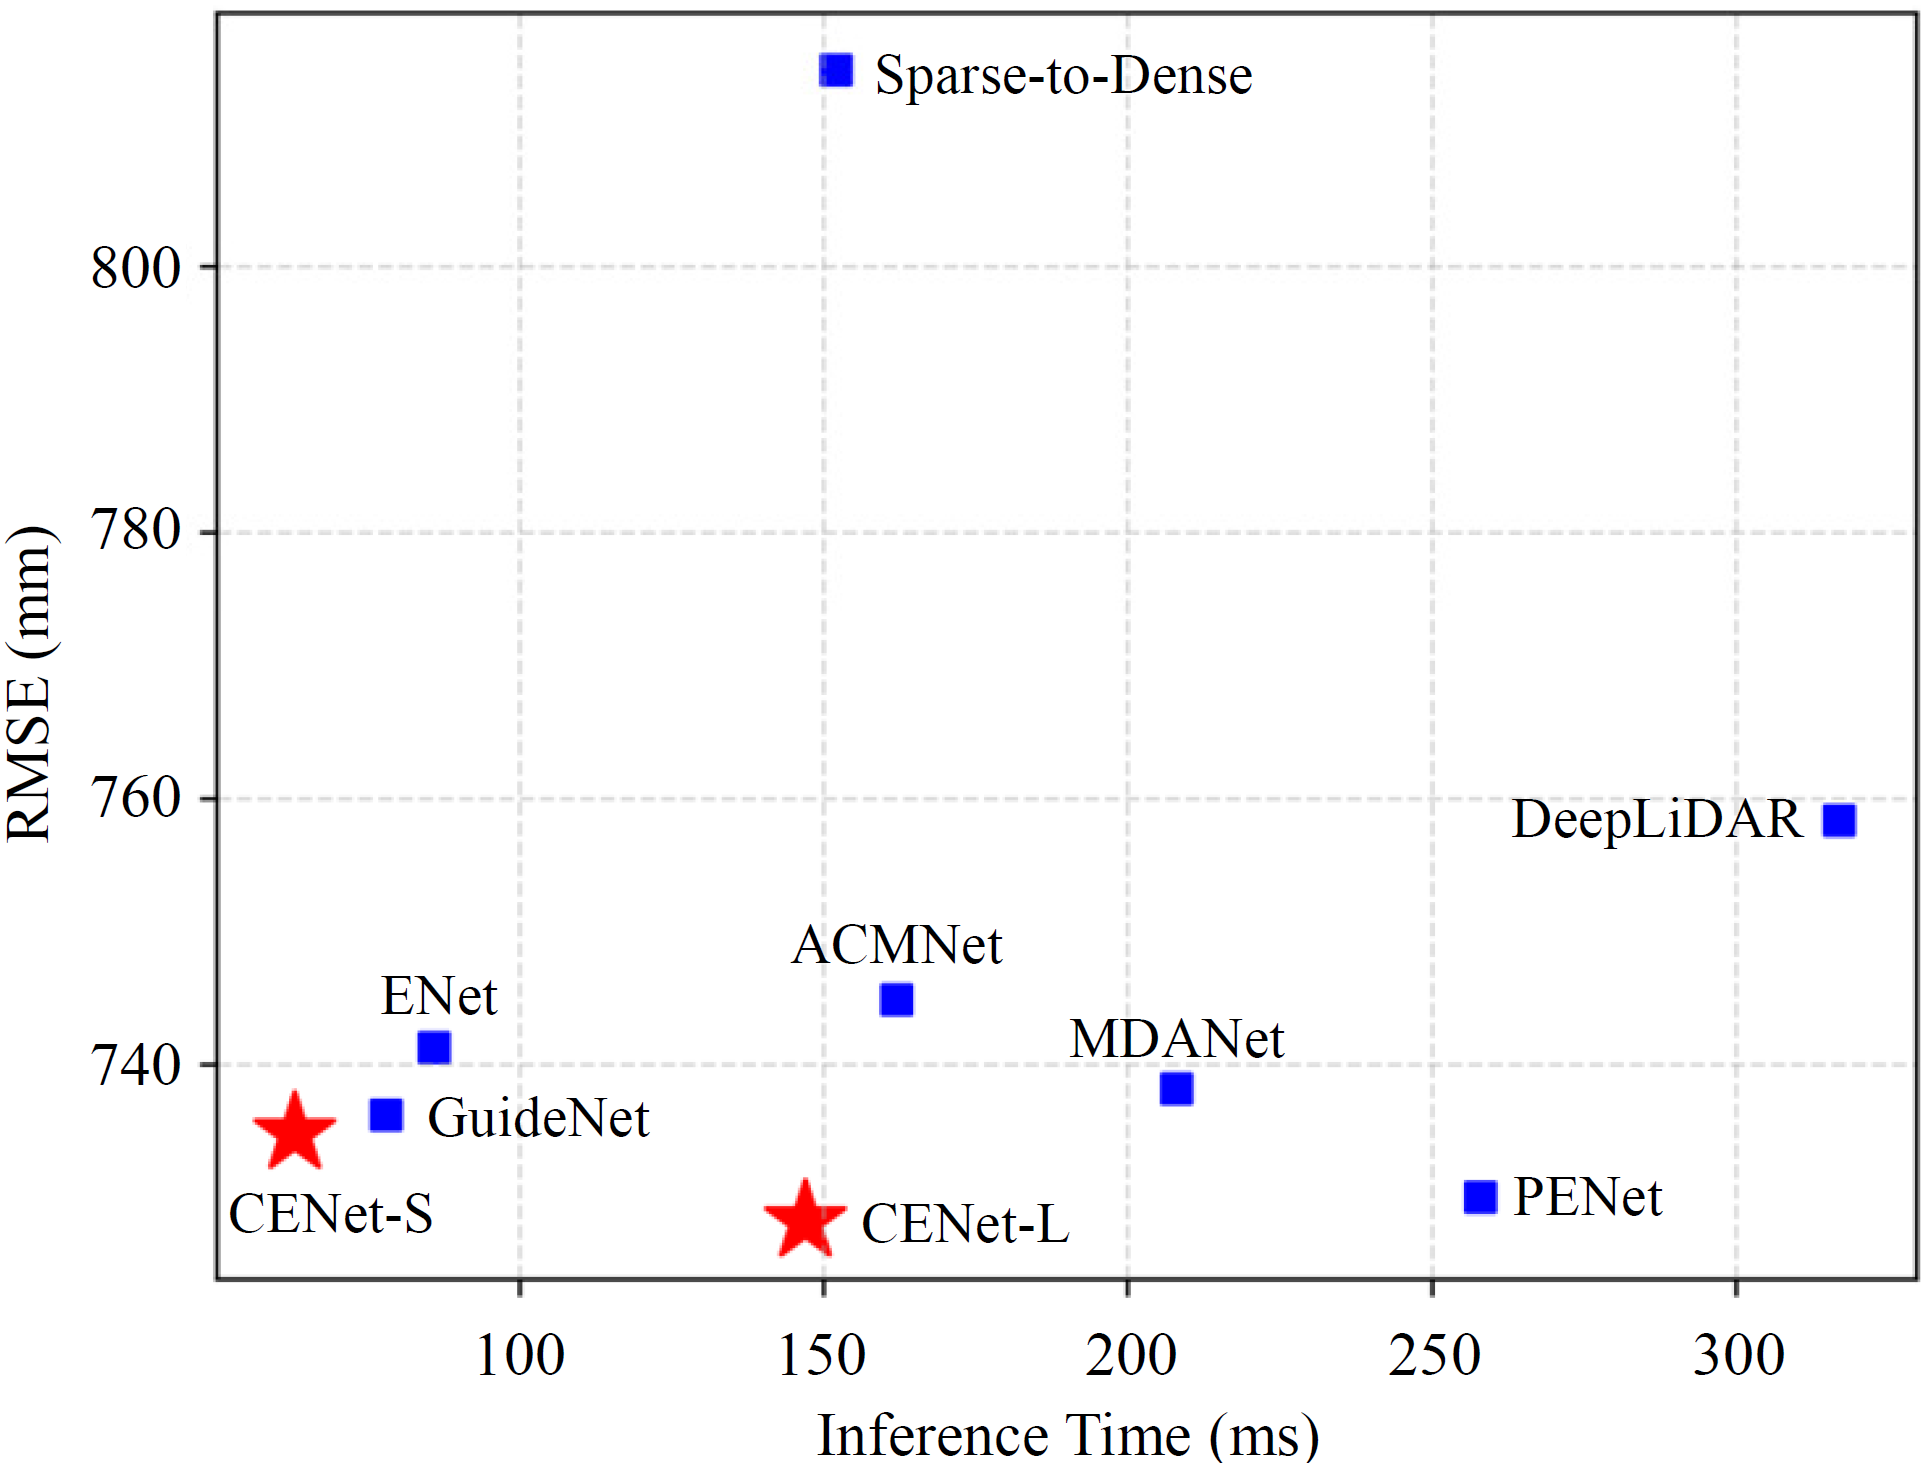 Sparse-to-Dense
800
780
760
740
RMSE (mm)
DeepLiDAR
ACMNet
ENet
MDANet
GuideNet
CENet-S
CENet-L
PENet
100
150
200
250
300
Inference Time (ms)